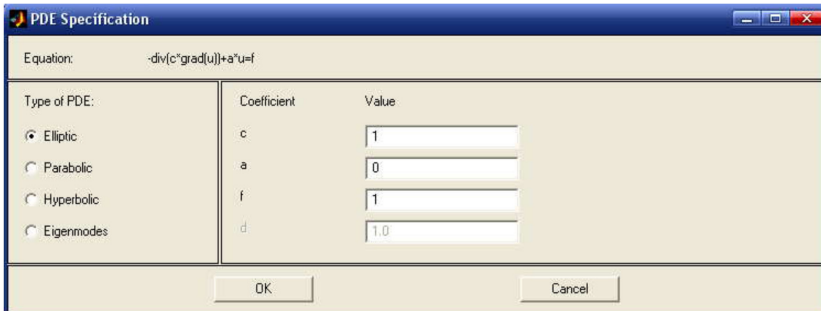 PDE Specification
Equation: -div(c*grad(u))+a*u=f
Type of PDE: Coefficient Value
Elliptic c 1
Parabolic a 0
Hyperbolic f 1
Eigenmodes d 1.0
OK Cancel